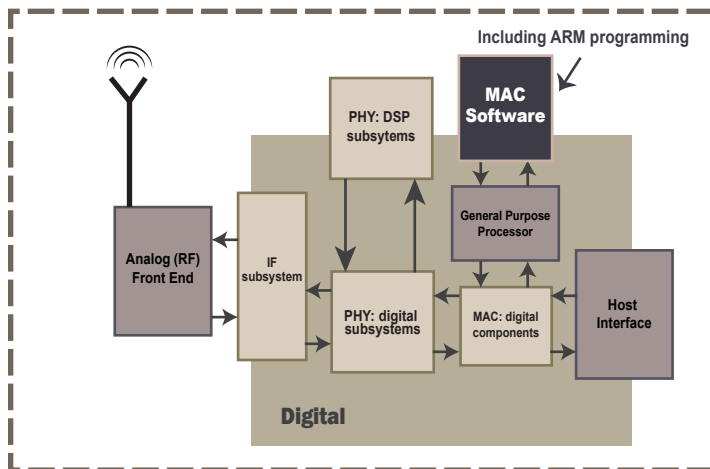 Including ARM programming
MAC
Software
PHY: DSP
subsytems
General Purpose
Processor
Analog (RF)
Front End
IF
subsystem
PHY: digital
subsystems
MAC: digital
components
Host
Interface
Digital